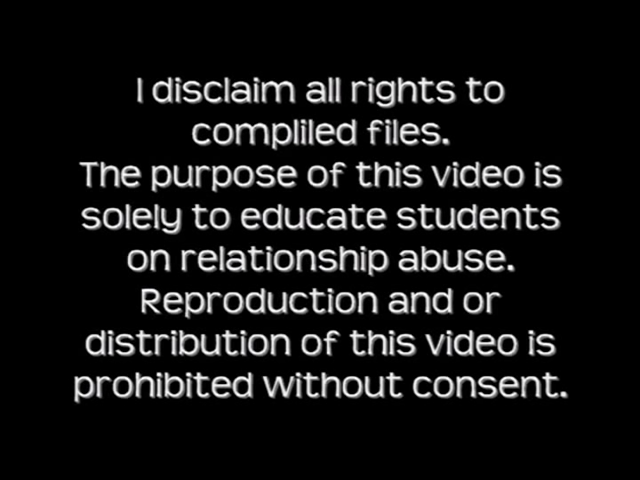 I disclaim all rights to
compliled files.
The purpose of this video is
solely to educate students
on relationship abuse.
Reproduction and or
distribution of this video is
prohibited without consent.